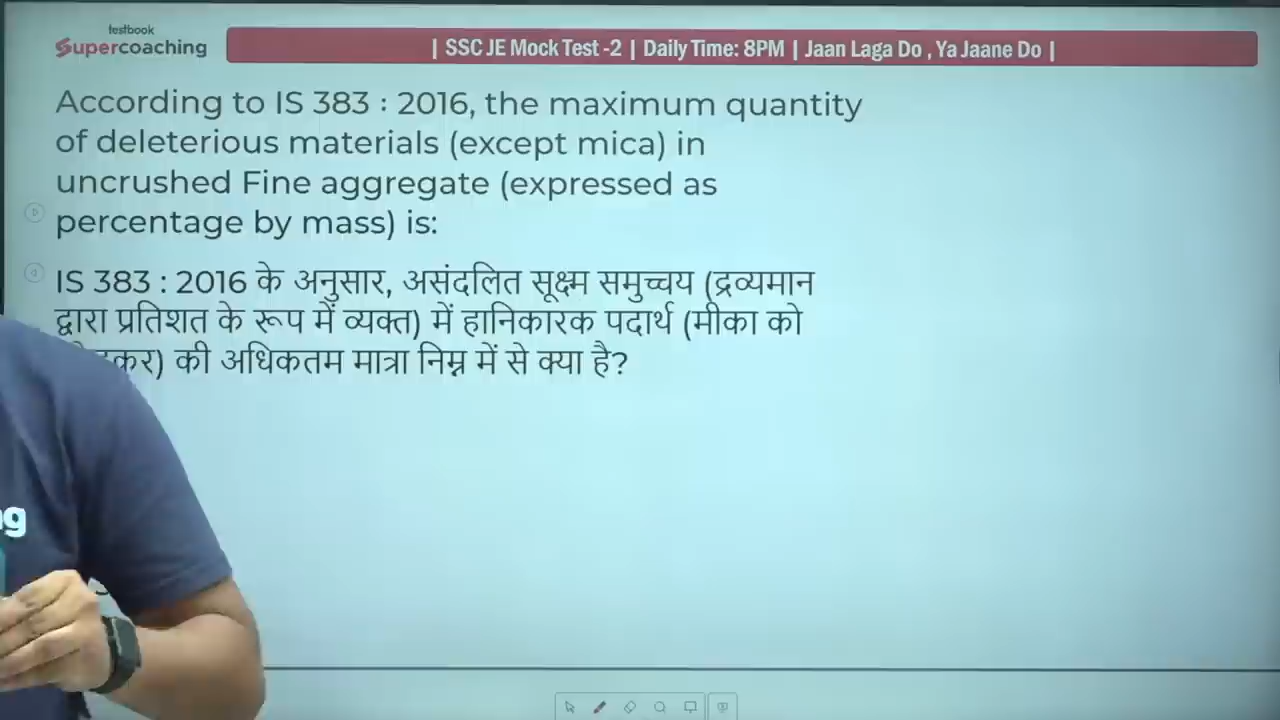 testbook
Supercoaching
| SSC JE Mock Test -2 | Daily Time: 8PM | Jaan Laga Do , Ya Jaane Do |
According to IS 383 : 2016, the maximum quantity
of deleterious materials (except mica) in
uncrushed Fine aggregate (expressed as
percentage by mass) is:
IS 383 : 2016 के अनुसार, असंदलित सूक्ष्म समुच्चय (द्रव्यमान
द्वारा प्रतिशत के रूप में व्यक्त) में हानिकारक पदार्थ (मीका को
की अधिकतम मात्रा निम्न में से क्या है?